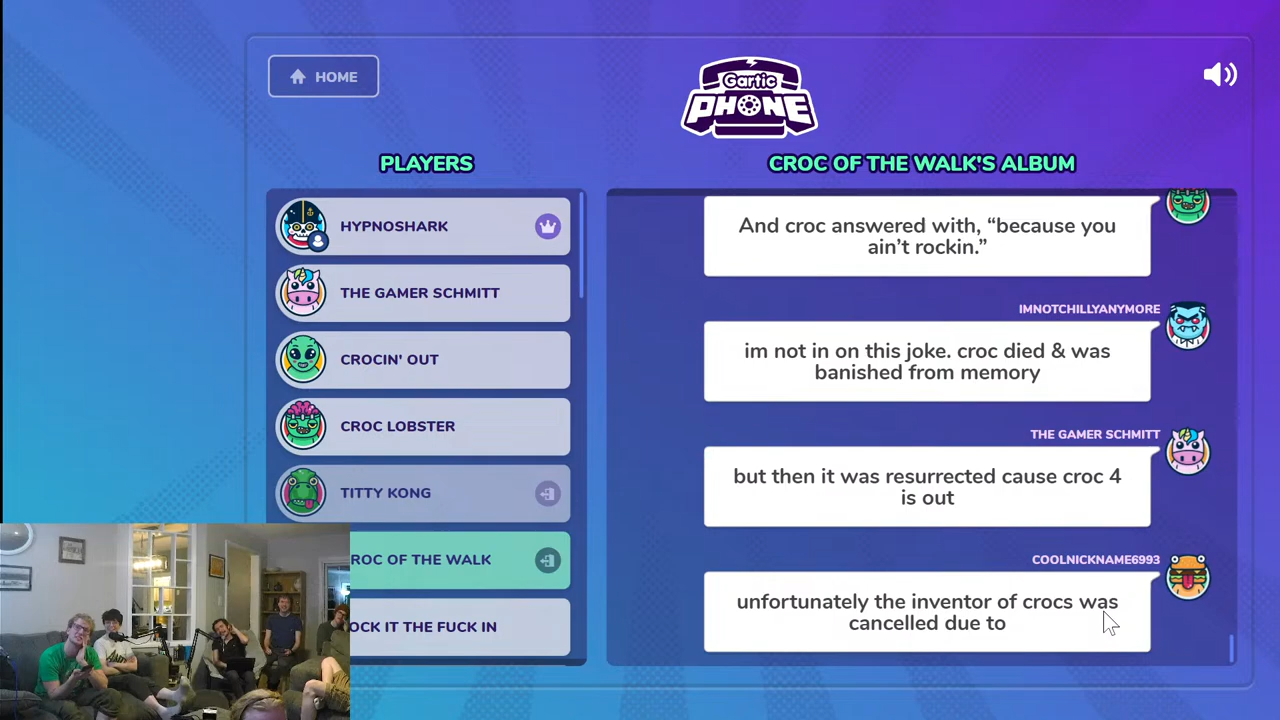 HOME
Gartic
PHONE
PLAYERS
HYPNOSHARK
THE GAMER SCHMITT
CROCIN' OUT
CROC LOBSTER
TITTY KONG
ROC OF THE WALK
OCK IT THE FUCK IN
CROC OF THE WALK'S ALBUM
And croc answered with, “because you
ain’t rockin.”
IMNOTCHILLYANYMORE
im not in on this joke. croc died & was
banished from memory
THE GAMER SCHMITT
but then it was resurrected cause croc 4
is out
COOLNICKNAME6993
unfortunately the inventor of crocs was
cancelled due to